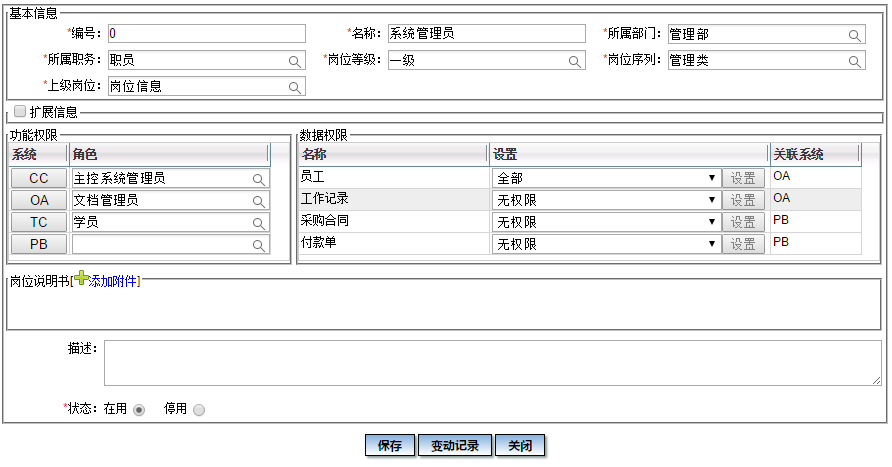 基本信息
*编号：0 *名称：系统管理员 *所属部门：管理部
*所属职务：职员 *岗位等级：一级 *岗位序列：管理类
*上级岗位：岗位信息
扩展信息
功能权限 数据权限
系统 角色 名称 设置 关联系统
CC 主控系统管理员 员工 全部 设置 OA
OA 文档管理员 工作记录 无权限 设置 OA
TC 学员 采购合同 无权限 设置 PB
PB 付款单 无权限 设置 PB
岗位说明书[添加附件]
描述：
*状态：在用 停用
保存 变动记录 关闭